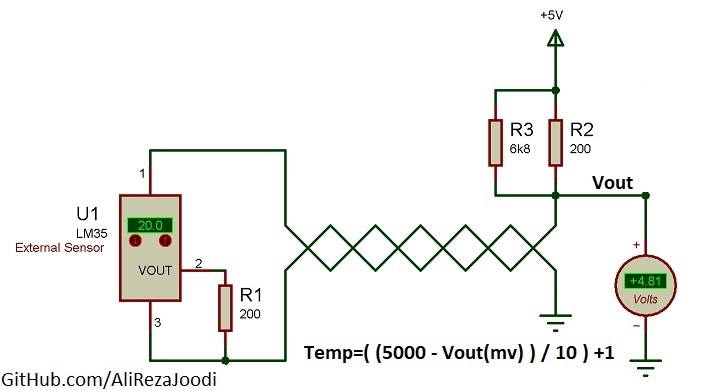 +5V
R3
6k8
R2
200
Vout
1
U1
LM35
External Sensor
20.0
VOUT
2
3
R1
200
+
+4.81
Volts
−
Temp=( (5000 - Vout(mv) ) / 10 ) +1
GitHub.com/AliRezaJoodi